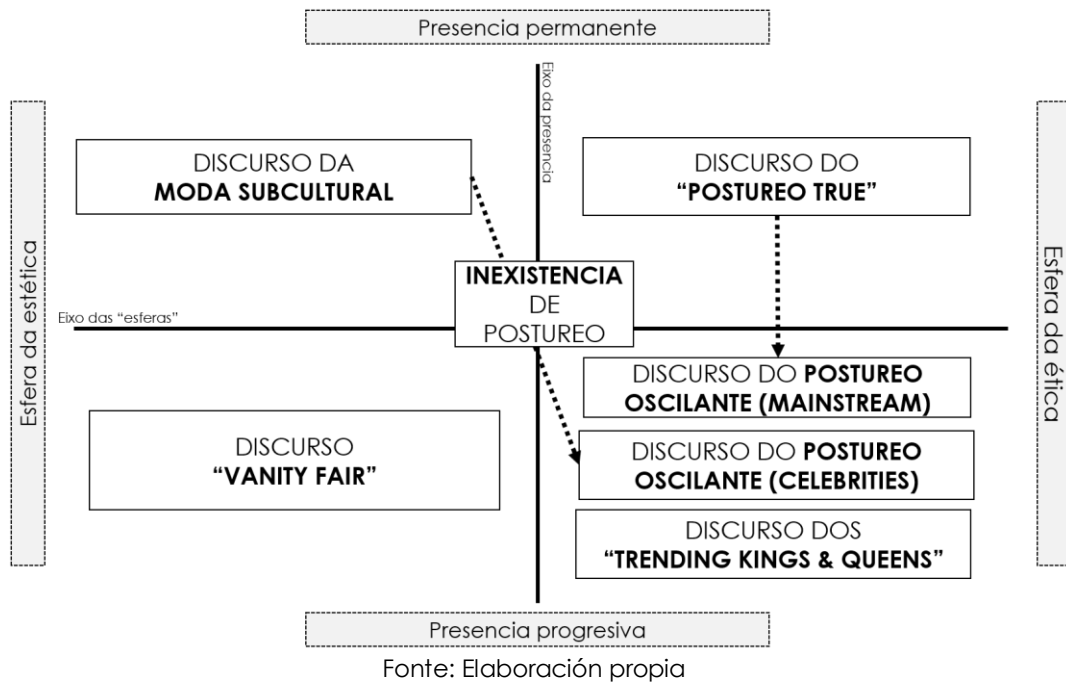 Presencia permanente
Eixo da presencia
Esfera da estética
DISCURSO DA
MODA SUBCULTURAL
DISCURSO DO
“POSTUREO TRUE”
Esfera da ética
INEXISTENCIA
DE
POSTUREO
Eixo das “esferas”
DISCURSO DO POSTUREO
OSCILANTE (MAINSTREAM)
DISCURSO
“VANITY FAIR”
DISCURSO DO POSTUREO
OSCILANTE (CELEBRITIES)
DISCURSO DOS
“TRENDING KINGS & QUEENS”
Presencia progresiva
Fonte: Elaboración propia